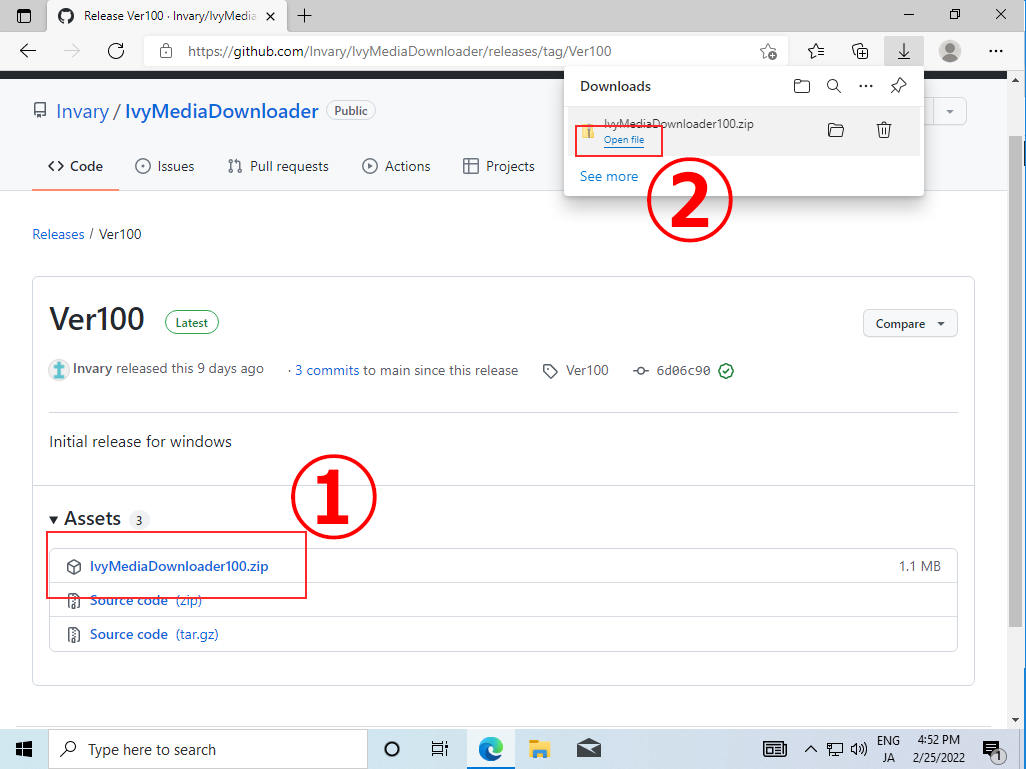 Release Ver100 · Invary/IvyMedia
https://github.com/Invary/IvyMediaDownloader/releases/tag/Ver100
Downloads
IvyMediaDownloader100.zip
Open file
See more
②
Invary / IvyMediaDownloader Public
Code Issues Pull requests Actions Projects
Releases / Ver100
Ver100 Latest
Compare
Invary released this 9 days ago · 3 commits to main since this release Ver100 6d06c90
Initial release for windows
①
Assets 3
IvyMediaDownloader100.zip 1.1 MB
Source code (zip)
Source code (tar.gz)
Type here to search
ENG
JA
4:52 PM
2/25/2022
1